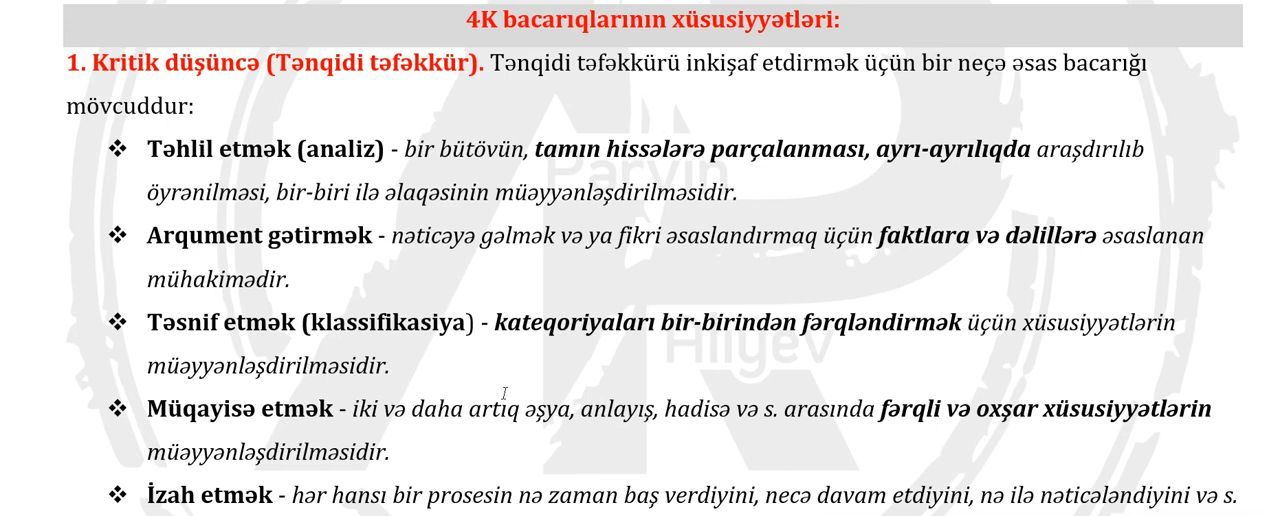 4K bacarıqlarının xüsusiyyətləri:
1. Kritik düşüncə (Tənqidi təfəkkür). Tənqidi təfəkkürü inkişaf etdirmək üçün bir neçə əsas bacarığı
mövcuddur:
❖ Təhlil etmək (analiz) - bir bütövün, tamın hissələrə parçalanması, ayrı-ayrılıqda araşdırılıb
öyrənilməsi, bir-biri ilə əlaqəsinin müəyyənləşdirilməsidir.
❖ Arqument gətirmək - nəticəyə gəlmək və ya fikri əsaslandırmaq üçün faktlara və dəlillərə əsaslanan
mühakimədir.
❖ Təsnif etmək (klassifikasiya) - kateqoriyaları bir-birindən fərqləndirmək üçün xüsusiyyətlərin
müəyyənləşdirilməsidir.
❖ Müqayisə etmək - iki və daha artıq əşya, anlayış, hadisə və s. arasında fərqli və oxşar xüsusiyyətlərin
müəyyənləşdirilməsidir.
❖ İzah etmək - hər hansı bir prosesin nə zaman baş verdiyini, necə davam etdiyini, nə ilə nəticələndiyini və s.